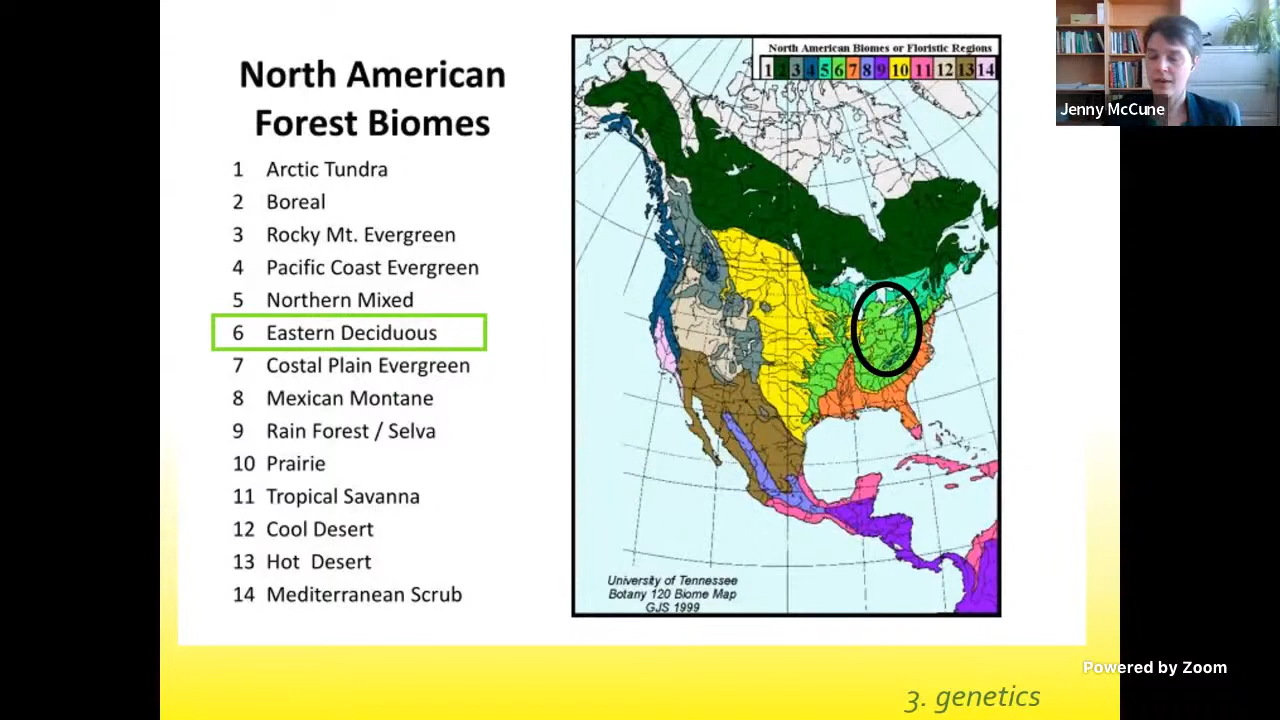 North American
Forest Biomes
1 Arctic Tundra
2 Boreal
3 Rocky Mt. Evergreen
4 Pacific Coast Evergreen
5 Northern Mixed
6 Eastern Deciduous
7 Costal Plain Evergreen
8 Mexican Montane
9 Rain Forest / Selva
10 Prairie
11 Tropical Savanna
12 Cool Desert
13 Hot Desert
14 Mediterranean Scrub
North American Biomes or Floristic Regions
1 2 3 4 5 6 7 8 9 10 11 12 13 14
University of Tennessee
Botany 120 Biome Map
GJS 1999
Jenny McCune
Powered by Zoom
3. genetics